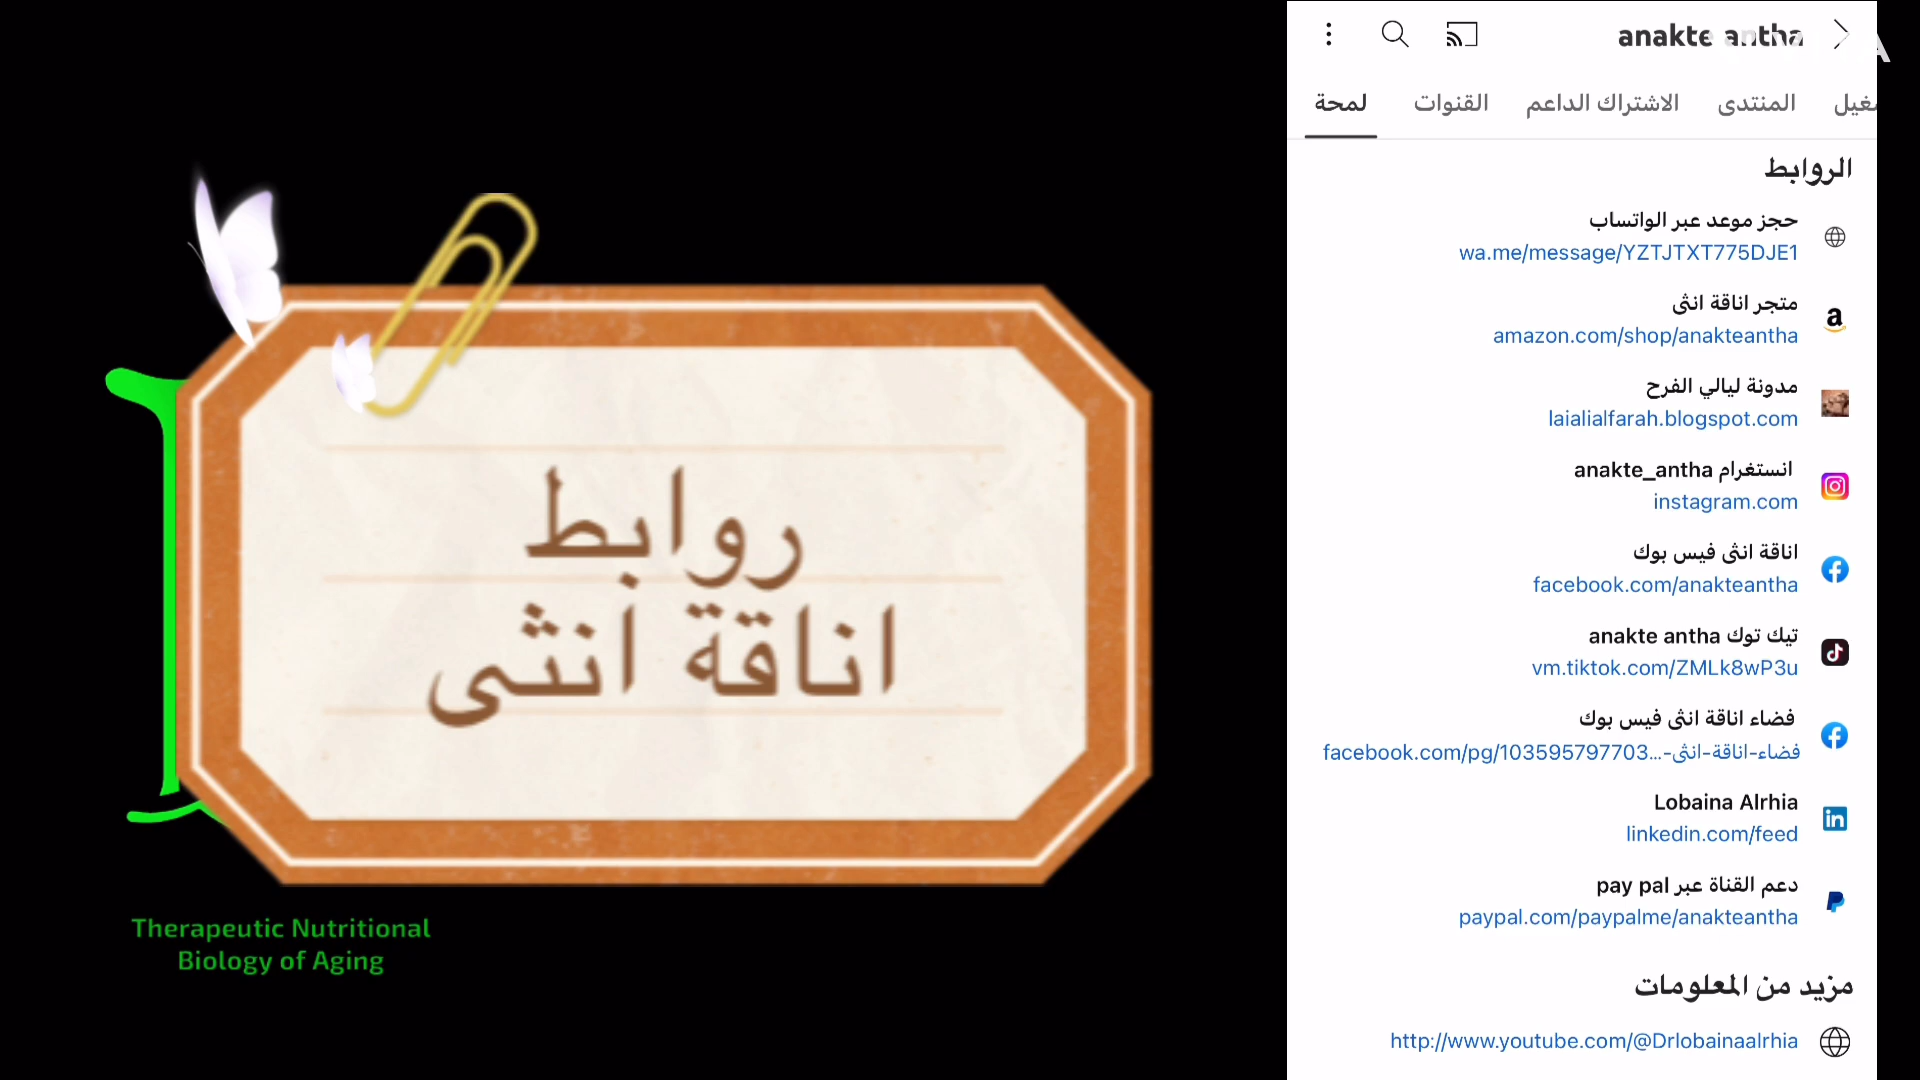 روابط
اناقة انثى
Therapeutic Nutritional
Biology of Aging
anakte antha
لمحة القنوات الاشتراك الداعم المنتدى
الروابط
حجز موعد عبر الواتساب
wa.me/message/YZTJTXT775DJE1
متجر اناقة انثى
amazon.com/shop/anakteantha
مدونة ليالي الفرح
laialialfarah.blogspot.com
انستغرام anakte_antha
instagram.com
اناقة انثى فيس بوك
facebook.com/anakteantha
تيك توك anakte antha
vm.tiktok.com/ZMLk8wP3u
فضاء اناقة انثى فيس بوك
facebook.com/pg/103595797703...-فضاء-اناقة-انثى
Lobaina Alrhia
linkedin.com/feed
دعم القناة عبر pay pal
paypal.com/paypalme/anakteantha
مزيد من المعلومات
http://www.youtube.com/@Drlobainaalrhia